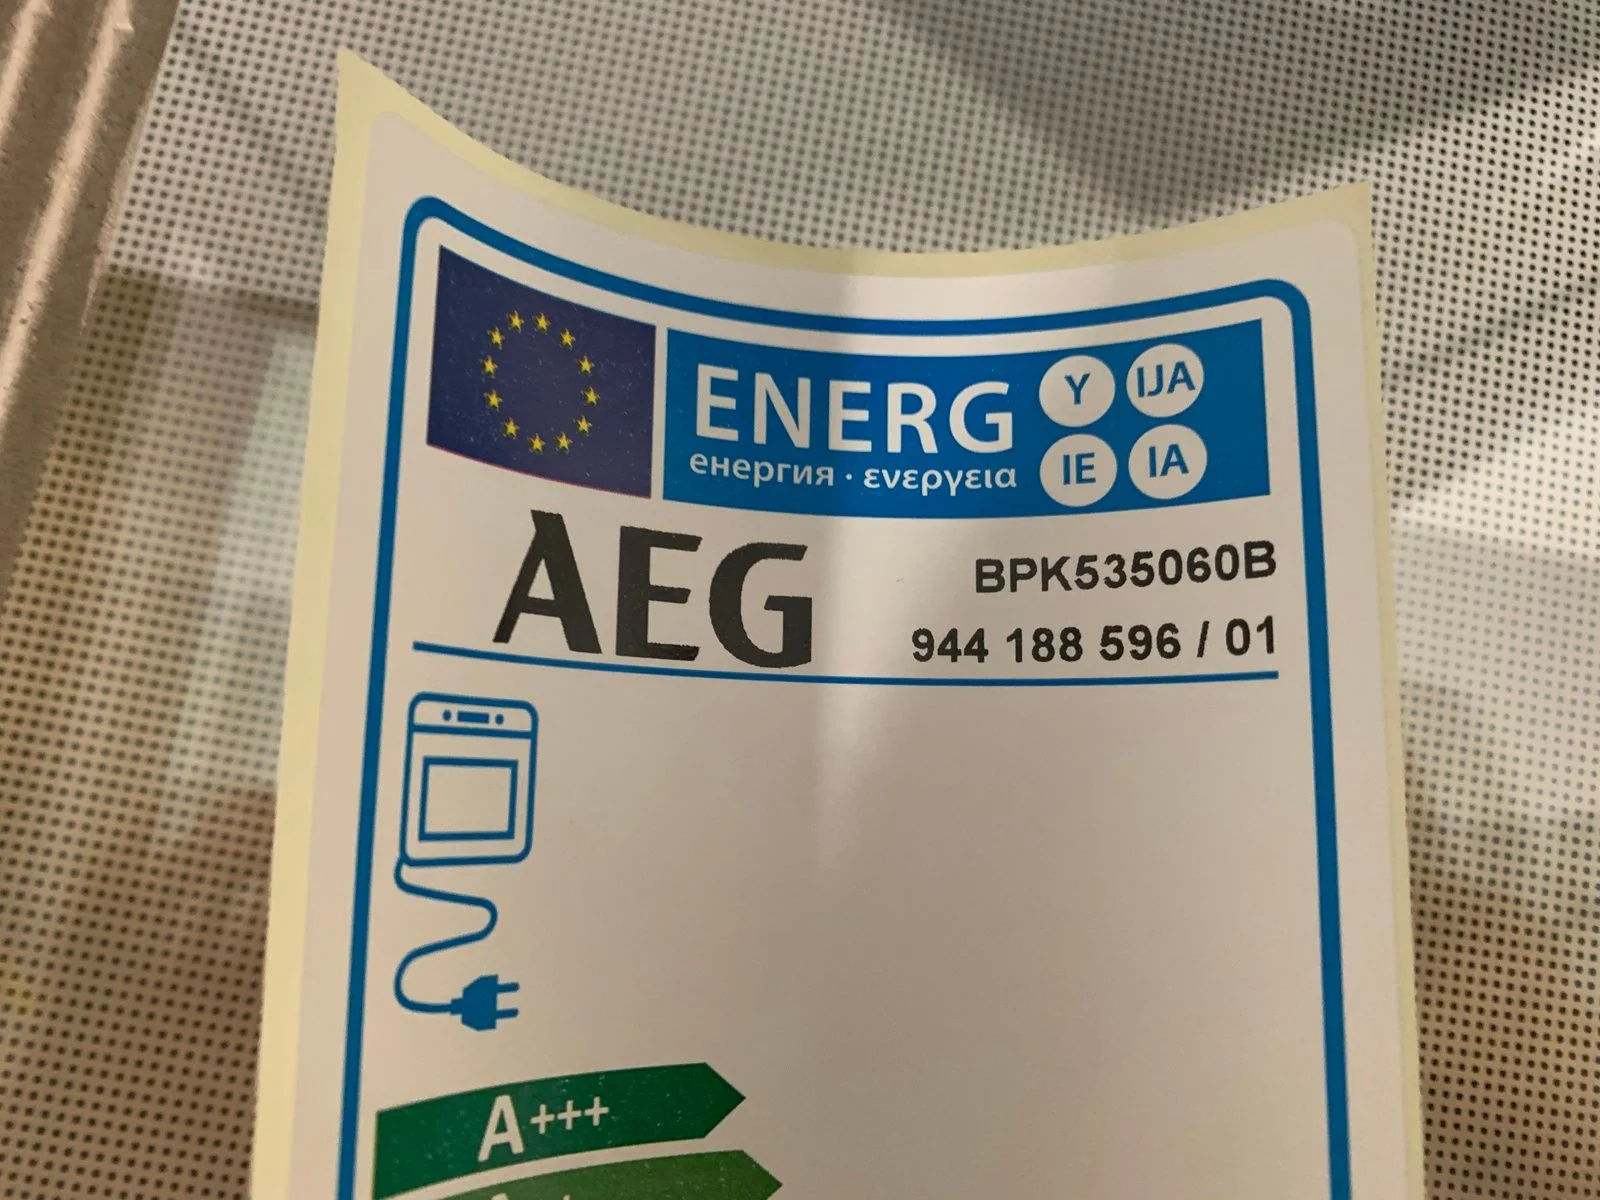 ENERG Y IJA
енергия · ενεργεια IE IA
AEG
BPK535060B
944 188 596 / 01
A+++